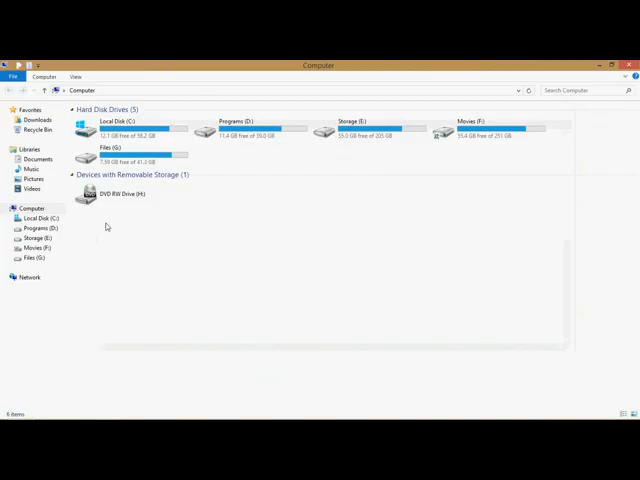 Computer
File Computer View
Computer
Search Computer
Favorites
Downloads
Recycle Bin
Libraries
Documents
Music
Pictures
Videos
Computer
Local Disk (C:)
Programs (D:)
Storage (E:)
Movies (F:)
Files (G:)
Network
Hard Disk Drives (5)
Local Disk (C:)
12.1 GB free of 58.2 GB
Programs (D:)
11.4 GB free of 39.0 GB
Storage (E:)
55.0 GB free of 205 GB
Movies (F:)
55.4 GB free of 251 GB
Files (G:)
7.59 GB free of 41.3 GB
Devices with Removable Storage (1)
DVD RW Drive (H:)
DVD
6 items